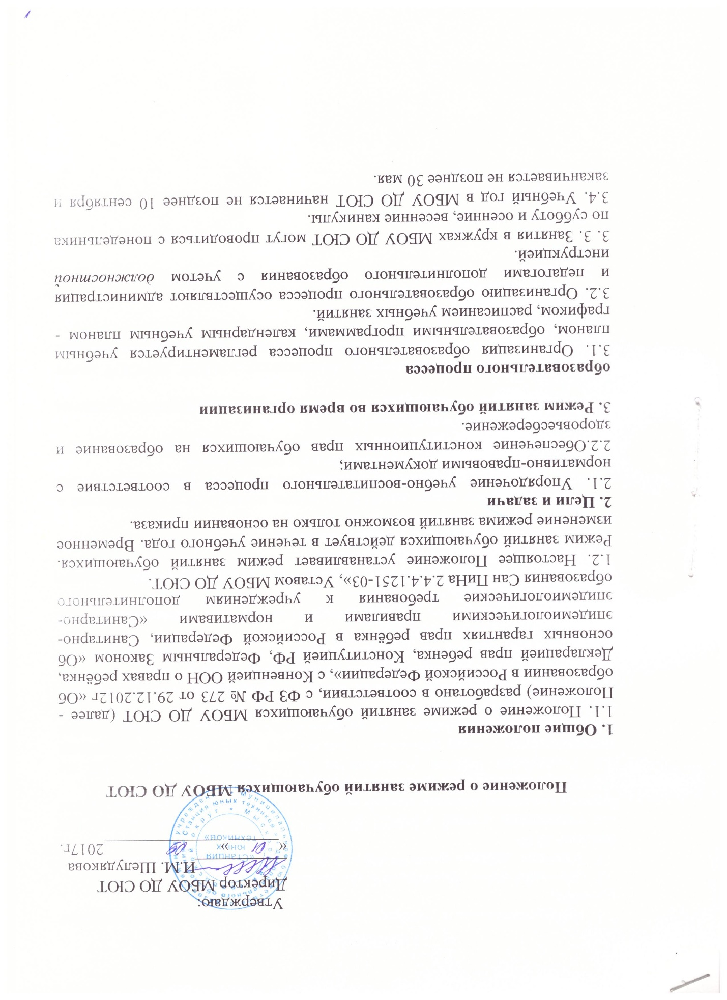 Утверждаю:
Директор МБОУ ДО СЮТ
И.М. Шелудякова
« 01 » 09 2017г.
Положение о режиме занятий обучающихся МБОУ ДО СЮТ
1. Общие положения
1.1. Положение о режиме занятий обучающихся МБОУ ДО СЮТ (далее -
Положение) разработано в соответствии, с ФЗ РФ № 273 от 29.12.2012г «Об
образовании в Российской Федерации», с Конвенцией ООН о правах ребёнка,
Декларацией прав ребенка, Конституцией РФ, Федеральным Законом «Об
основных гарантиях прав ребёнка в Российской Федерации, Санитарно-
эпидемиологическими правилами и нормативами «Санитарно-
эпидемиологические требования к учреждениям дополнительного
образования Сан ПиНа 2.4.4.1251-03», Уставом МБОУ ДО СЮТ.
1.2. Настоящее Положение устанавливает режим занятий обучающихся.
Режим занятий обучающихся действует в течение учебного года. Временное
изменение режима занятий возможно только на основании приказа.
2. Цели и задачи
2.1. Упорядочение учебно-воспитательного процесса в соответствие с
нормативно-правовыми документами;
2.2.Обеспечение конституционных прав обучающихся на образование и
здоровьесбережение.
3. Режим занятий обучающихся во время организации
образовательного процесса
3.1. Организация образовательного процесса регламентируется учебным
планом, образовательными программами, календарным учебным планом -
графиком, расписанием учебных занятий.
3.2. Организацию образовательного процесса осуществляют администрация
и педагогами дополнительного образования с учетом должностной
инструкцией.
3. 3. Занятия в кружках МБОУ ДО СЮТ могут проводиться с понедельника
по субботу и осенние, весенние каникулы.
3.4. Учебный год в МБОУ ДО СЮТ начинается не позднее 10 сентября и
заканчивается не позднее 30 мая.
«Станция
юных
техников»